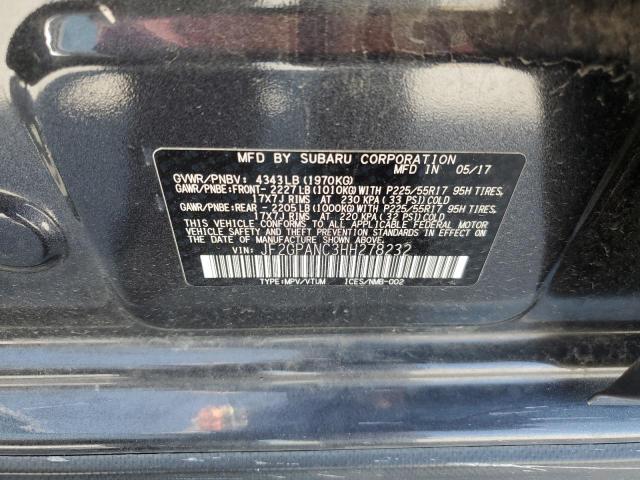 MFD BY SUBARU CORPORATION
MFD IN 05/17
GVWR/PNBV: 4343LB (1970KG)
GAWR/PNBE:FRONT-2227LB(1010KG)WITH P225/55R17 95H TIRES,
17X7J RIMS AT 230 KPA(33 PSI)COLD
GAWR/PNBE:REAR -2205LB(1000KG)WITH P225/55R17 95H TIRES,
17X7J RIMS AT 220 KPA(32 PSI)COLD
THIS VEHICLE CONFORMS TO ALL APPLICABLE FEDERAL MOTOR
VEHICLE SAFETY AND BUMPER STANDARDS IN EFFECT ON THE
DATE OF MANUFACTURE SHOWN ABOVE.
VIN: JF2GPANC3HH278232
TYPE:MPV/VTUM ICES/NMB-002